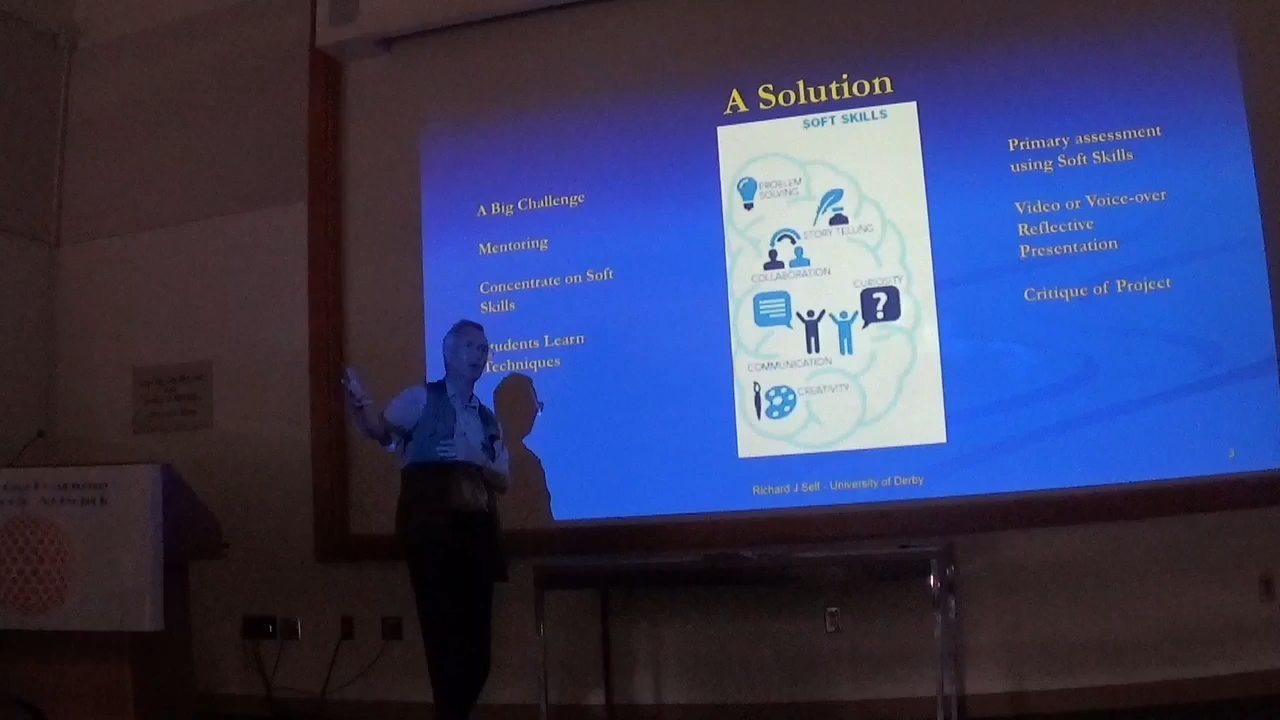 A Solution
A Big Challenge
Mentoring
Concentrate on Soft
Skills
Students Learn
Techniques
SOFT SKILLS
PROBLEM
SOLVING
STORY TELLING
COLLABORATION
CURIOSITY
?
COMMUNICATION
CREATIVITY
Primary assessment
using Soft Skills
Video or Voice-over
Reflective
Presentation
Critique of Project
Richard J Self - University of Derby
3